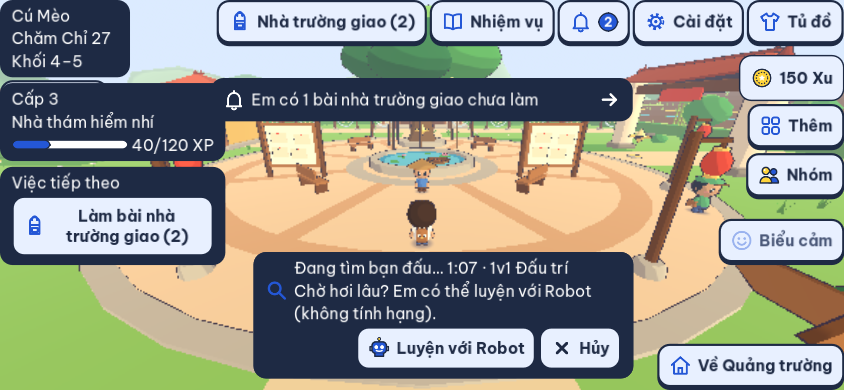 Cú Mèo
Chăm Chỉ 27
Khối 4-5
Nhà trường giao (2)
Nhiệm vụ
2
Cài đặt
Tủ đồ
150 Xu
Thêm
Nhóm
Biểu cảm
Em có 1 bài nhà trường giao chưa làm
Cấp 3
Nhà thám hiểm nhí
40/120 XP
Việc tiếp theo
Làm bài nhà
trường giao (2)
Đang tìm bạn đấu... 1:07 · 1v1 Đấu trí
Chờ hơi lâu? Em có thể luyện với Robot
(không tính hạng).
Luyện với Robot
Hủy
Về Quảng trường